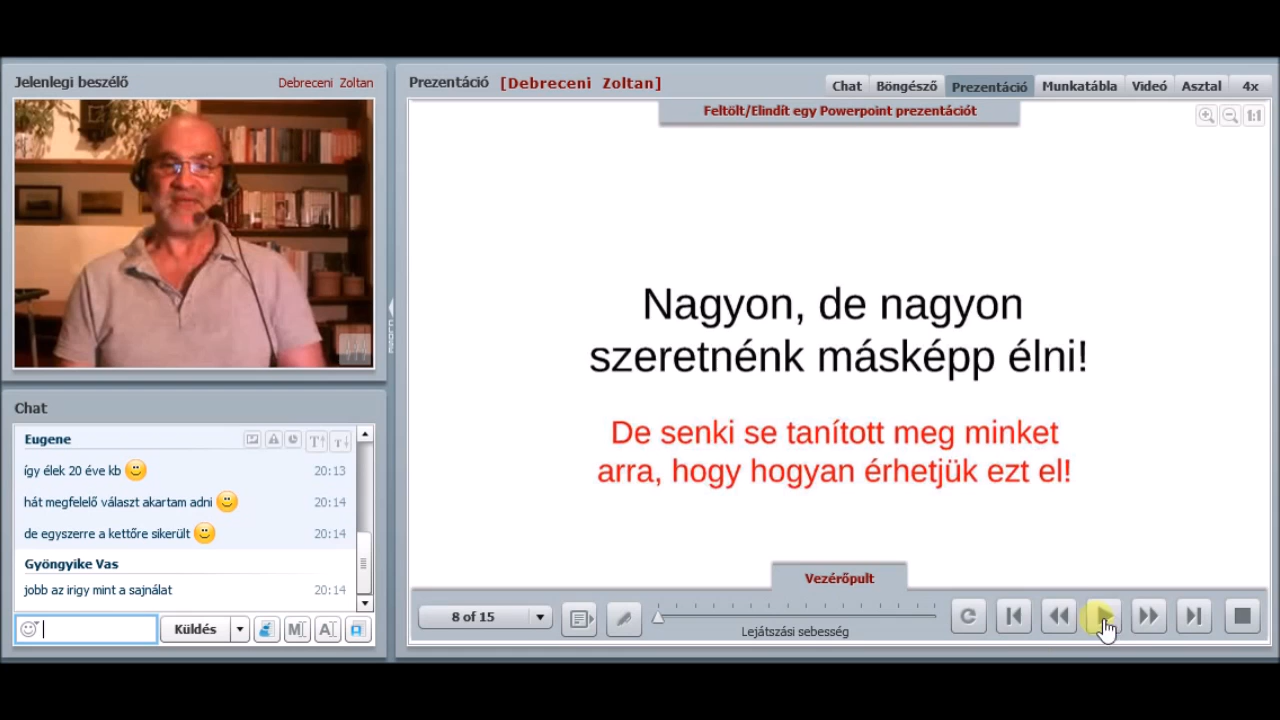 Jelenlegi beszélő
Debreceni Zoltan
Prezentáció [Debreceni Zoltan]
Chat
Böngésző
Prezentáció
Munkatábla
Videó
Asztal
4x
Feltölt/Elindít egy Powerpoint prezentációt
1:1
Nagyon, de nagyon
szeretnénk másképp élni!
De senki se tanított meg minket
arra, hogy hogyan érhetjük ezt el!
Chat
Eugene
így élek 20 éve kb 20:13
hát megfelelő választ akartam adni 20:14
de egyszerre a kettőre sikerült 20:14
Gyöngyike Vas
jobb az irigy mint a sajnálat 20:14
Küldés
Vezérőpult
8 of 15
Lejátszási sebesség